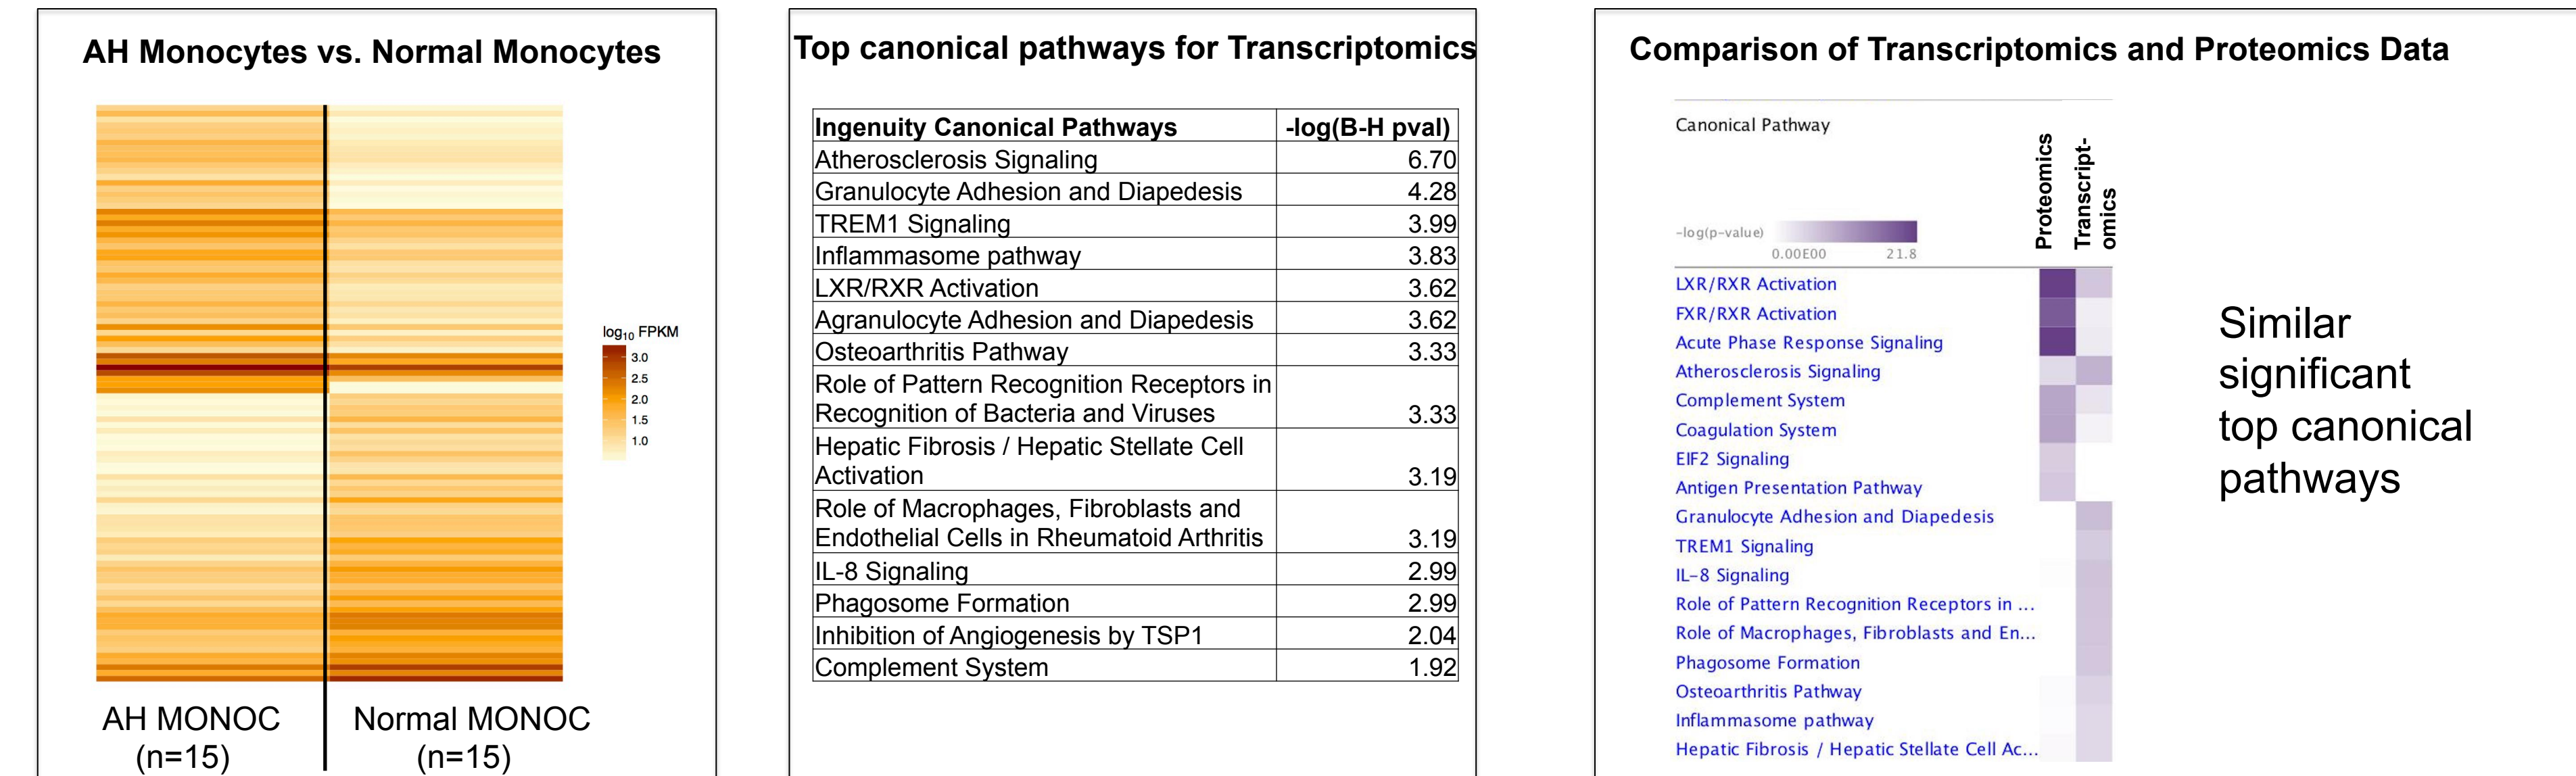 AH Monocytes vs. Normal Monocytes
log10 FPKM
3.0
2.5
2.0
1.5
1.0
AH MONOC
(n=15)
Normal MONOC
(n=15)
Top canonical pathways for Transcriptomics
Ingenuity Canonical Pathways -log(B-H pval)
Atherosclerosis Signaling 6.70
Granulocyte Adhesion and Diapedesis 4.28
TREM1 Signaling 3.99
Inflammasome pathway 3.83
LXR/RXR Activation 3.62
Agranulocyte Adhesion and Diapedesis 3.62
Osteoarthritis Pathway 3.33
Role of Pattern Recognition Receptors in
Recognition of Bacteria and Viruses 3.33
Hepatic Fibrosis / Hepatic Stellate Cell
Activation 3.19
Role of Macrophages, Fibroblasts and
Endothelial Cells in Rheumatoid Arthritis 3.19
IL-8 Signaling 2.99
Phagosome Formation 2.99
Inhibition of Angiogenesis by TSP1 2.04
Complement System 1.92
Comparison of Transcriptomics and Proteomics Data
Canonical Pathway
Proteomics
Transcript-
omics
-log(p-value)
0.00E00 21.8
LXR/RXR Activation
FXR/RXR Activation
Acute Phase Response Signaling
Atherosclerosis Signaling
Complement System
Coagulation System
EIF2 Signaling
Antigen Presentation Pathway
Granulocyte Adhesion and Diapedesis
TREM1 Signaling
IL-8 Signaling
Role of Pattern Recognition Receptors in ...
Role of Macrophages, Fibroblasts and En...
Phagosome Formation
Osteoarthritis Pathway
Inflammasome pathway
Hepatic Fibrosis / Hepatic Stellate Cell Ac...
Similar
significant
top canonical
pathways